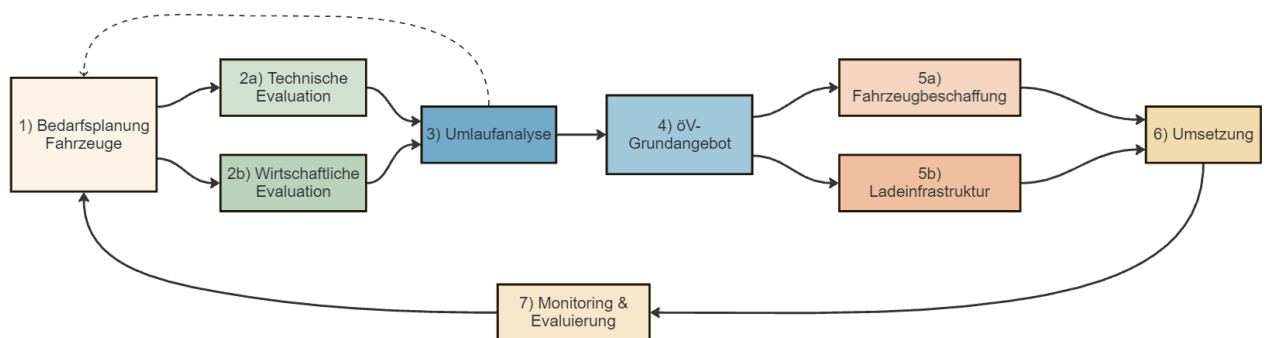 1) Bedarfsplanung
Fahrzeuge
2a) Technische
Evaluation
2b) Wirtschaftliche
Evaluation
3) Umlaufanalyse
4) öV-
Grundangebot
5a)
Fahrzeugbeschaffung
5b)
Ladeinfrastruktur
6) Umsetzung
7) Monitoring &
Evaluierung